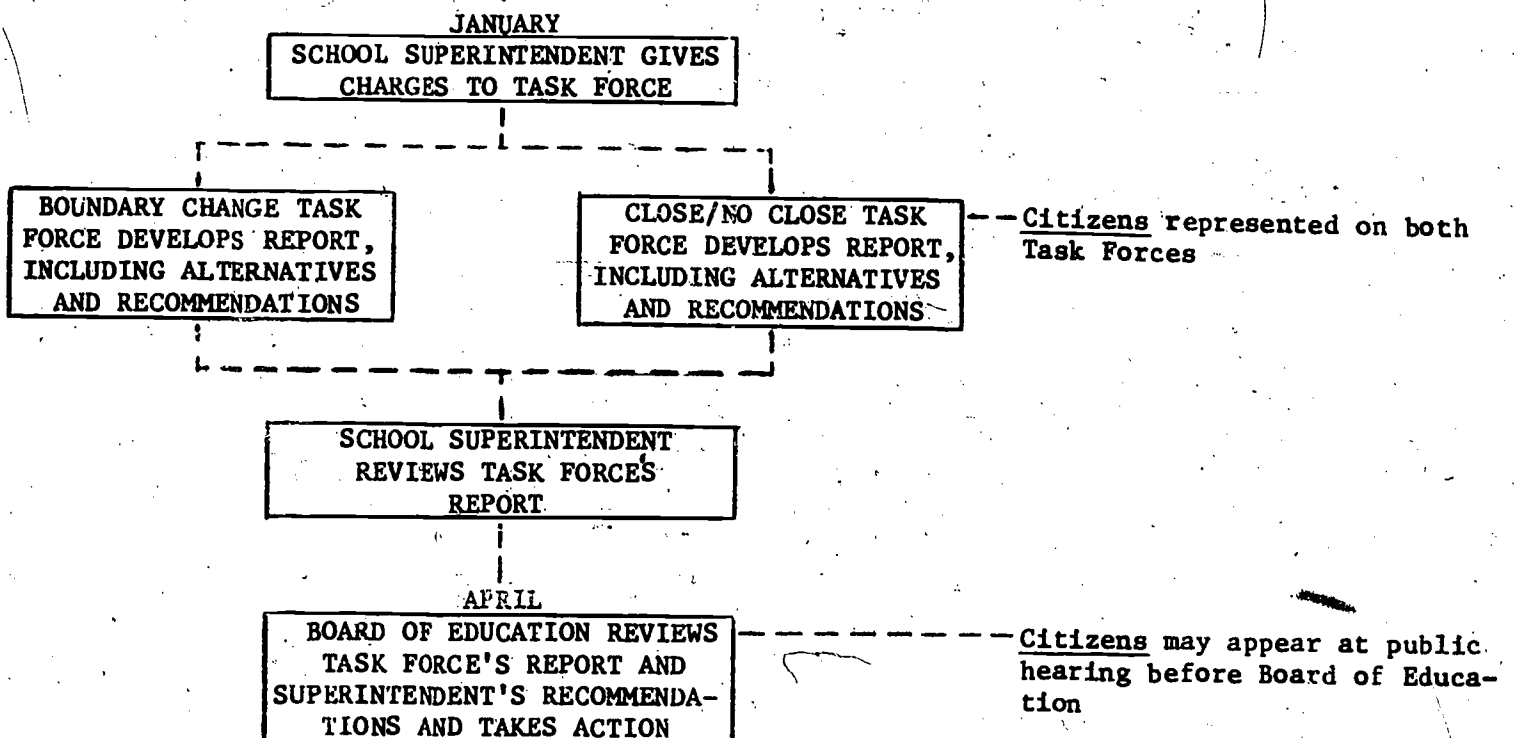 JANUARY
SCHOOL SUPERINTENDENT GIVES
CHARGES TO TASK FORCE
BOUNDARY CHANGE TASK
FORCE DEVELOPS REPORT,
INCLUDING ALTERNATIVES
AND RECOMMENDATIONS
CLOSE/NO CLOSE TASK
FORCE DEVELOPS REPORT,
INCLUDING ALTERNATIVES
AND RECOMMENDATIONS
Citizens represented on both
Task Forces
SCHOOL SUPERINTENDENT
REVIEWS TASK FORCE'S
REPORT
APRIL
BOARD OF EDUCATION REVIEWS
TASK FORCE'S REPORT AND
SUPERINTENDENT'S RECOMMENDA-
TIONS AND TAKES ACTION
Citizens may appear at public
hearing before Board of Educa-
tion